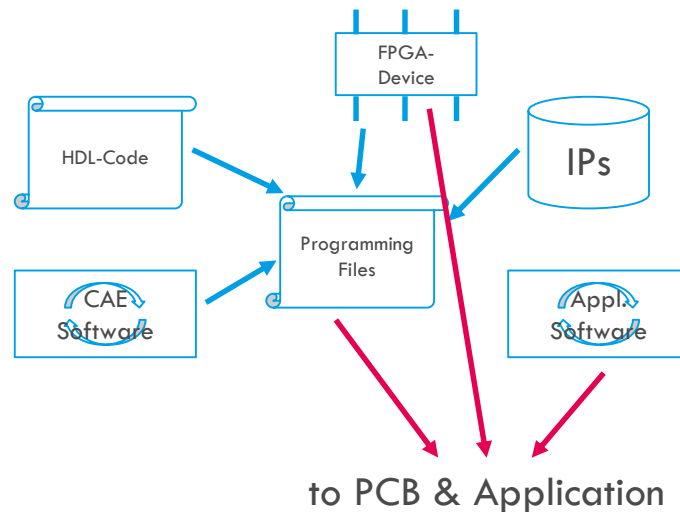 FPGA-
Device
HDL-Code
IPs
Programming
Files
CAE
Software
Appl.
Software
to PCB & Application